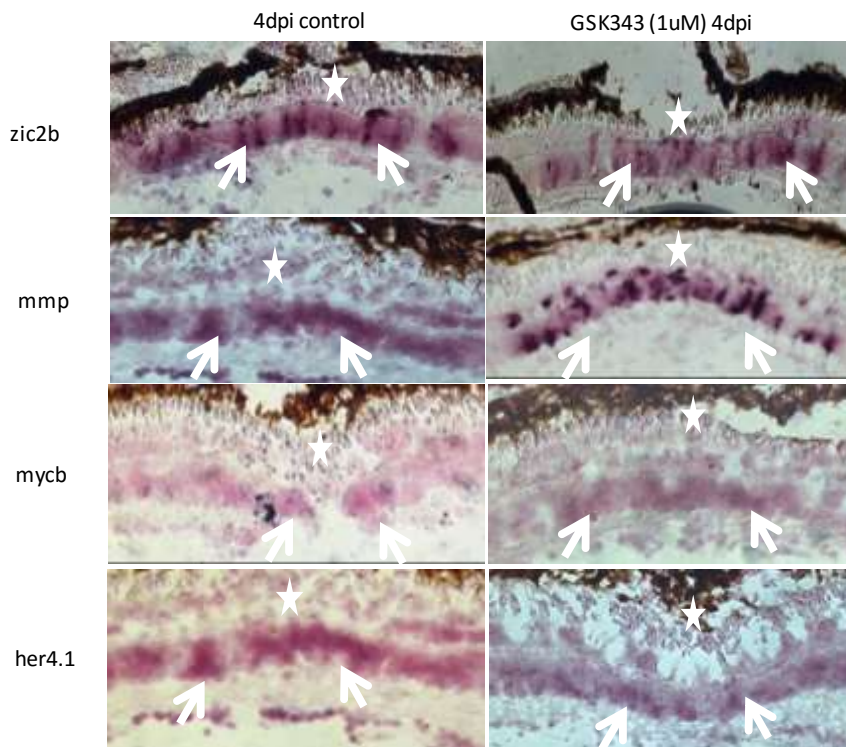 4dpi control
GSK343 (1uM) 4dpi
zic2b
mmp
mycb
her4.1